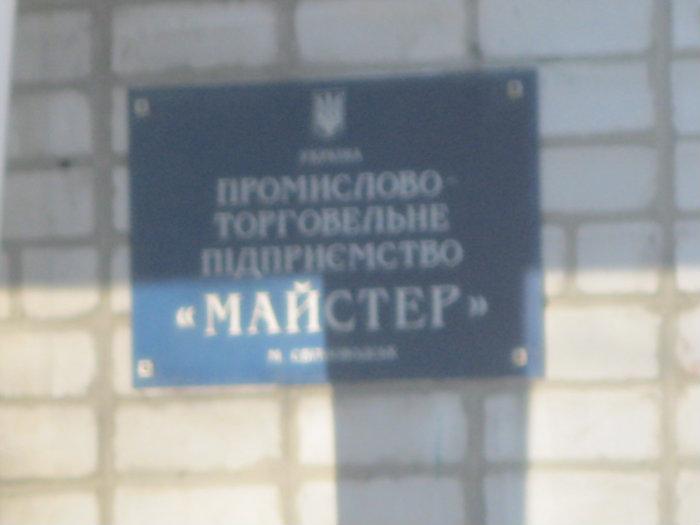 УКРАЇНА
ПРОМИСЛОВО-
ТОРГОВЕЛЬНЕ
ПІДПРИЄМСТВО
«МАЙСТЕР»
м.